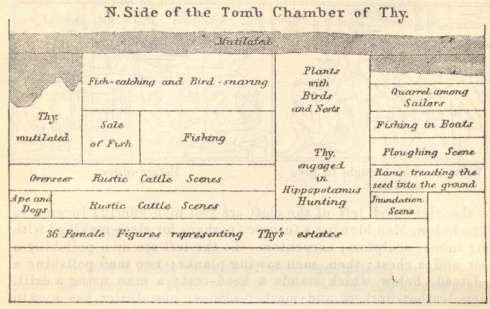 N. Side of the Tomb Chamber of Thy.
Mutilated
Fish-catching and Bird-snaring
Plants
with
Birds
and Nests
Quarrel among
Sailors
Thy.
mutilated
Sale
of Fish
Fishing
Fishing in Boats
Thy.
engaged
in
Hippopotamus
Hunting
Ploughing Scene
Overseer Rustic Cattle Scenes
Rams treading the
seed into the ground
Ape and
Dogs
Rustic Cattle Scenes
Inundation
Scene
36 Female Figures representing Thy's estates